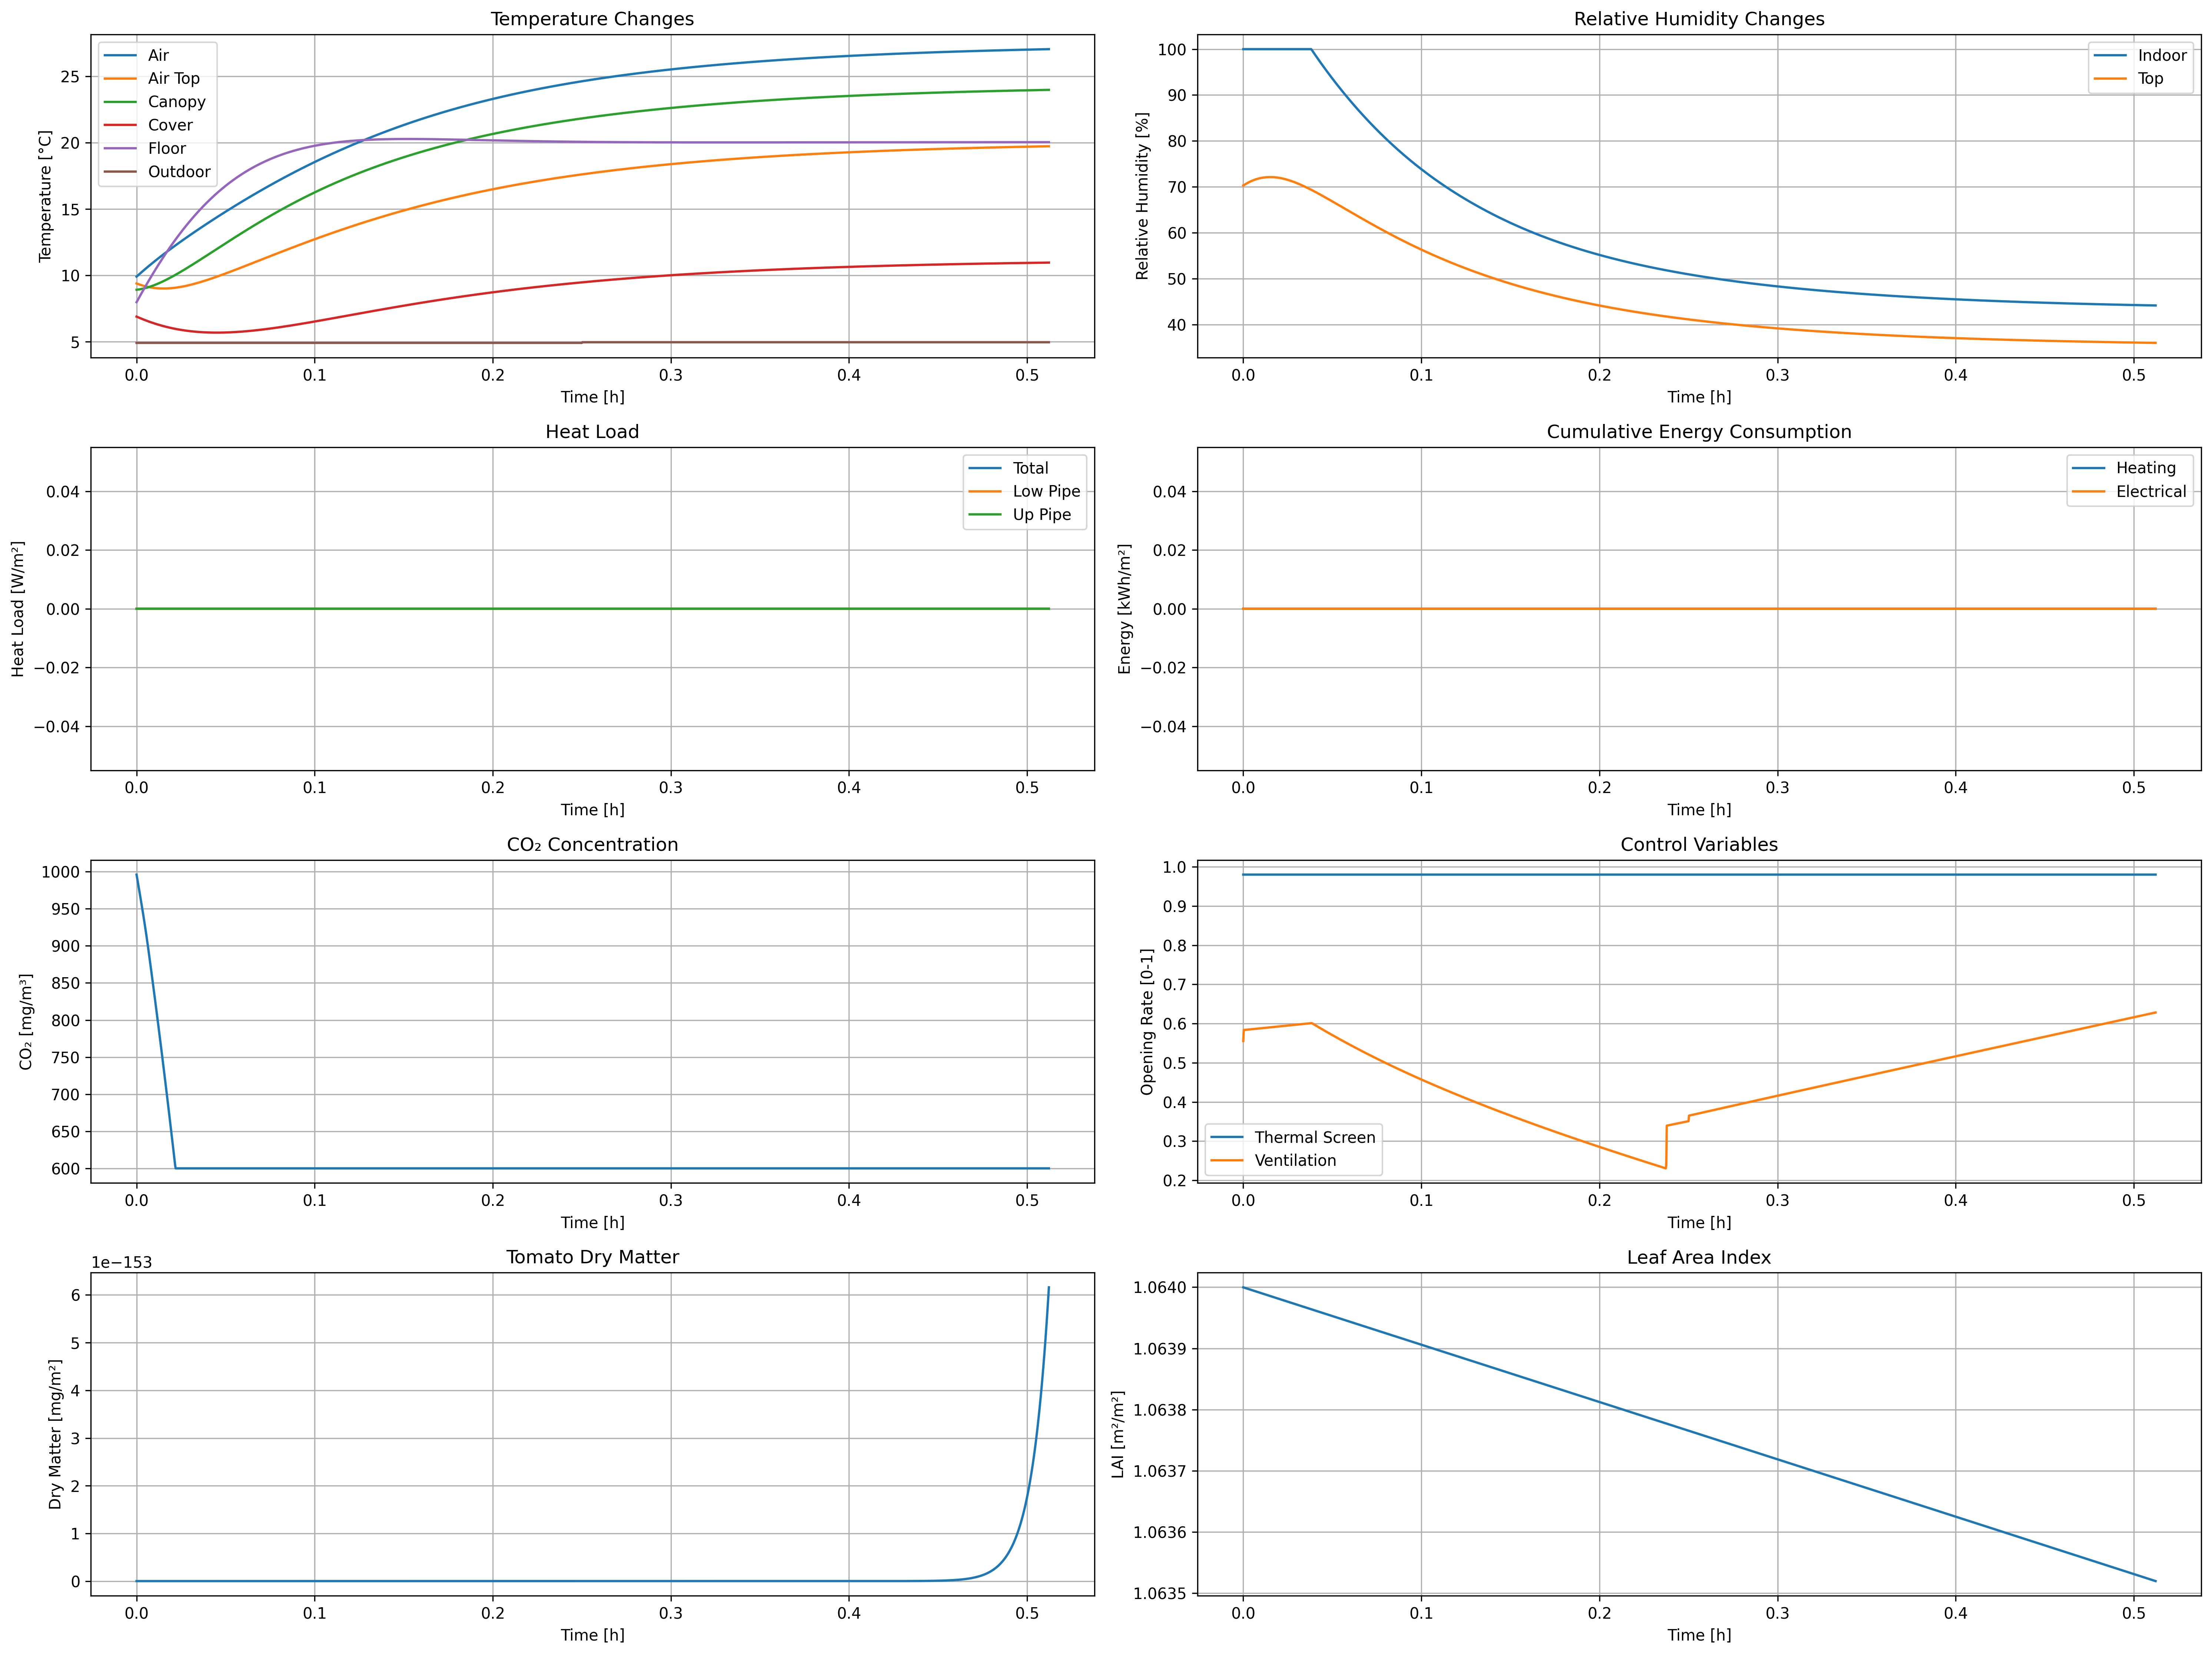 Temperature Changes
Temperature [°C]
25
20
15
10
5
Air
Air Top
Canopy
Cover
Floor
Outdoor
0.0 0.1 0.2 0.3 0.4 0.5
Time [h]
Relative Humidity Changes
Relative Humidity [%]
100
90
80
70
60
50
40
Indoor
Top
0.0 0.1 0.2 0.3 0.4 0.5
Time [h]
Heat Load
Heat Load [W/m²]
0.04
0.02
0.00
−0.02
−0.04
Total
Low Pipe
Up Pipe
0.0 0.1 0.2 0.3 0.4 0.5
Time [h]
Cumulative Energy Consumption
Energy [kWh/m²]
0.04
0.02
0.00
−0.02
−0.04
Heating
Electrical
0.0 0.1 0.2 0.3 0.4 0.5
Time [h]
CO₂ Concentration
CO₂ [mg/m³]
1000
950
900
850
800
750
700
650
600
0.0 0.1 0.2 0.3 0.4 0.5
Time [h]
Control Variables
Opening Rate [0-1]
1.0
0.9
0.8
0.7
0.6
0.5
0.4
0.3
0.2
Thermal Screen
Ventilation
0.0 0.1 0.2 0.3 0.4 0.5
Time [h]
Tomato Dry Matter
1e−153
Dry Matter [mg/m²]
6
5
4
3
2
1
0
0.0 0.1 0.2 0.3 0.4 0.5
Time [h]
Leaf Area Index
LAI [m²/m²]
1.0640
1.0639
1.0638
1.0637
1.0636
1.0635
0.0 0.1 0.2 0.3 0.4 0.5
Time [h]